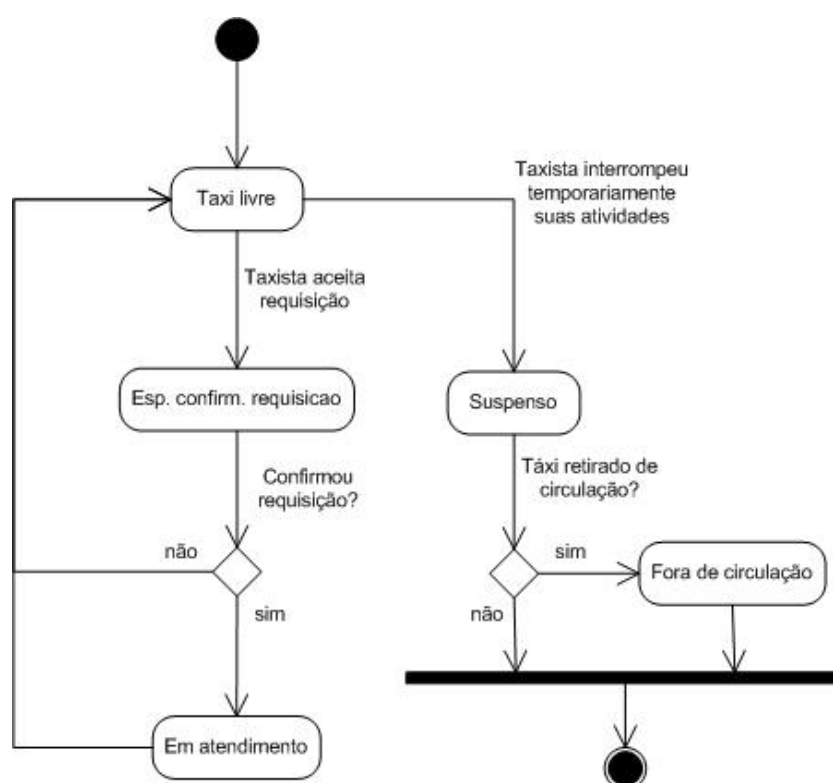 Taxi livre
Taxista interrompeu
temporariamente
suas atividades
Taxista aceita
requisição
Esp. confirm. requisicao
Suspenso
Confirmou
requisição?
Táxi retirado de
circulação?
não
sim
sim
não
Fora de circulação
Em atendimento